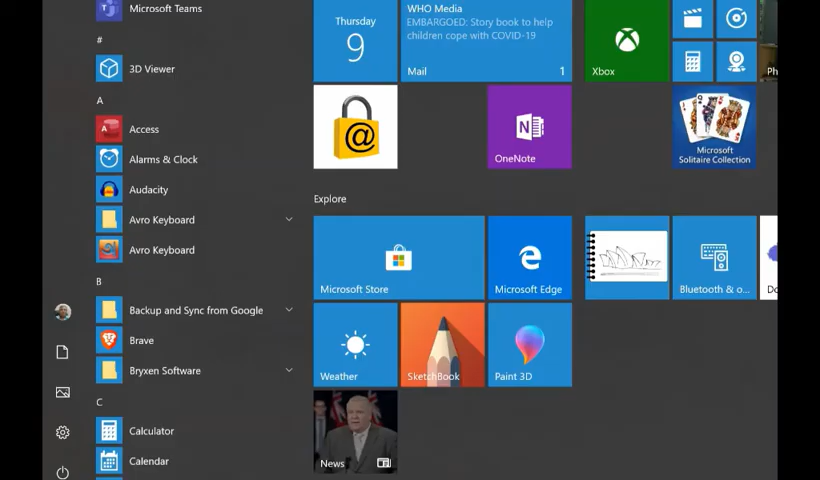 Microsoft Teams
#
3D Viewer
A
Access
Alarms & Clock
Audacity
Avro Keyboard
Avro Keyboard
B
Backup and Sync from Google
Brave
Bryxen Software
C
Calculator
Calendar
Thursday
9
WHO Media
EMBARGOED: Story book to help
children cope with COVID-19
Mail
1
Xbox
Ph
@
N
OneNote
Microsoft
Solitaire Collection
Explore
Microsoft Store
Microsoft Edge
Bluetooth & o...
Do
Weather
SketchBook
Paint 3D
News